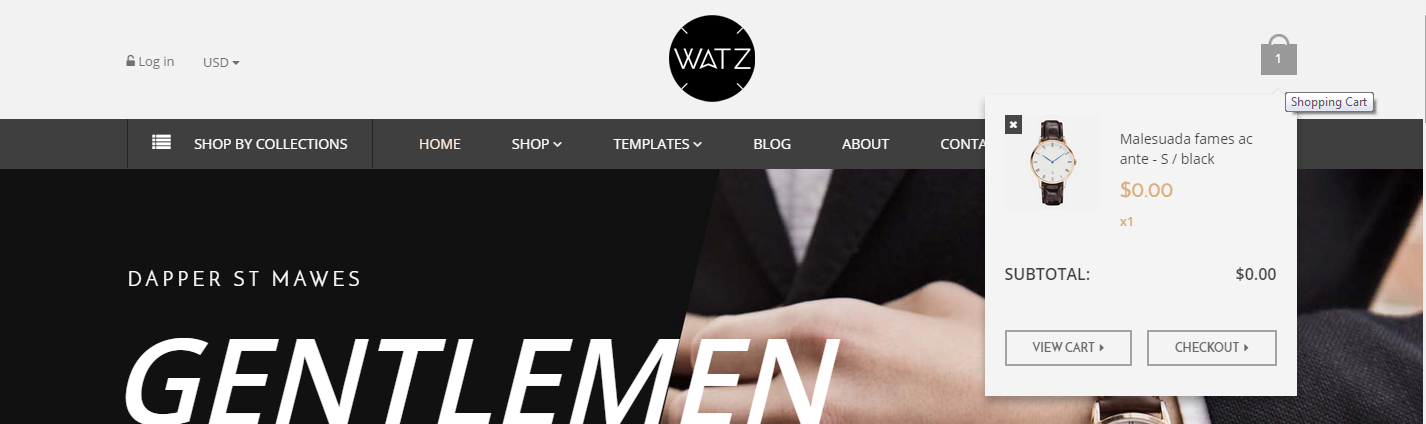 Log in
USD
WATZ
1
Shopping Cart
SHOP BY COLLECTIONS
HOME
SHOP
TEMPLATES
BLOG
ABOUT
CONTA
Malesuada fames ac
ante - S / black
$0.00
x1
SUBTOTAL:
$0.00
VIEW CART
CHECKOUT
DAPPER ST MAWES
GENTLEMEN